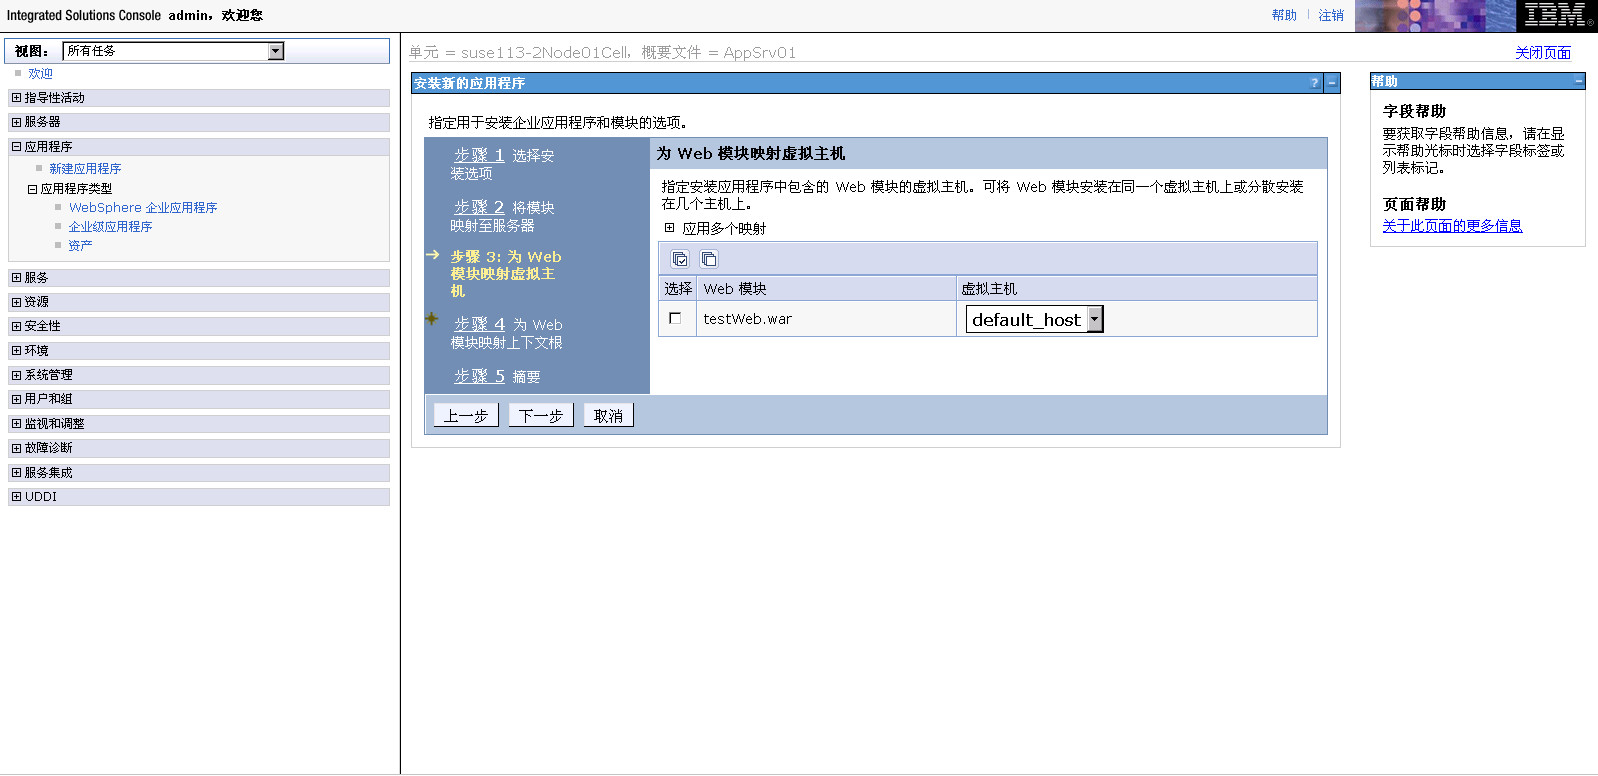 Integrated Solutions Console admin，欢迎您
帮助 注销
IBM®
视图： 所有任务
欢迎
指导性活动
服务器
应用程序
新建应用程序
应用程序类型
WebSphere 企业应用程序
企业级应用程序
资产
服务
资源
安全性
环境
系统管理
用户和组
监视和调整
故障诊断
服务集成
UDDI
单元 = suse113-2Node01Cell，概要文件 = AppSrv01
关闭页面
安装新的应用程序
?
指定用于安装企业应用程序和模块的选项。
步骤 1 选择安
装选项
步骤 2 将模块
映射至服务器
步骤 3: 为 Web
模块映射虚拟主
机
步骤 4 为 Web
模块映射上下文根
步骤 5 摘要
为 Web 模块映射虚拟主机
指定安装应用程序中包含的 Web 模块的虚拟主机。可将 Web 模块安装在同一个虚拟主机上或分散安装
在几个主机上。
应用多个映射
选择 Web 模块 虚拟主机
testWeb.war default_host
上一步 下一步 取消
帮助
字段帮助
要获取字段帮助信息，请在显
示帮助光标时选择字段标签或
列表标记。
页面帮助
关于此页面的更多信息